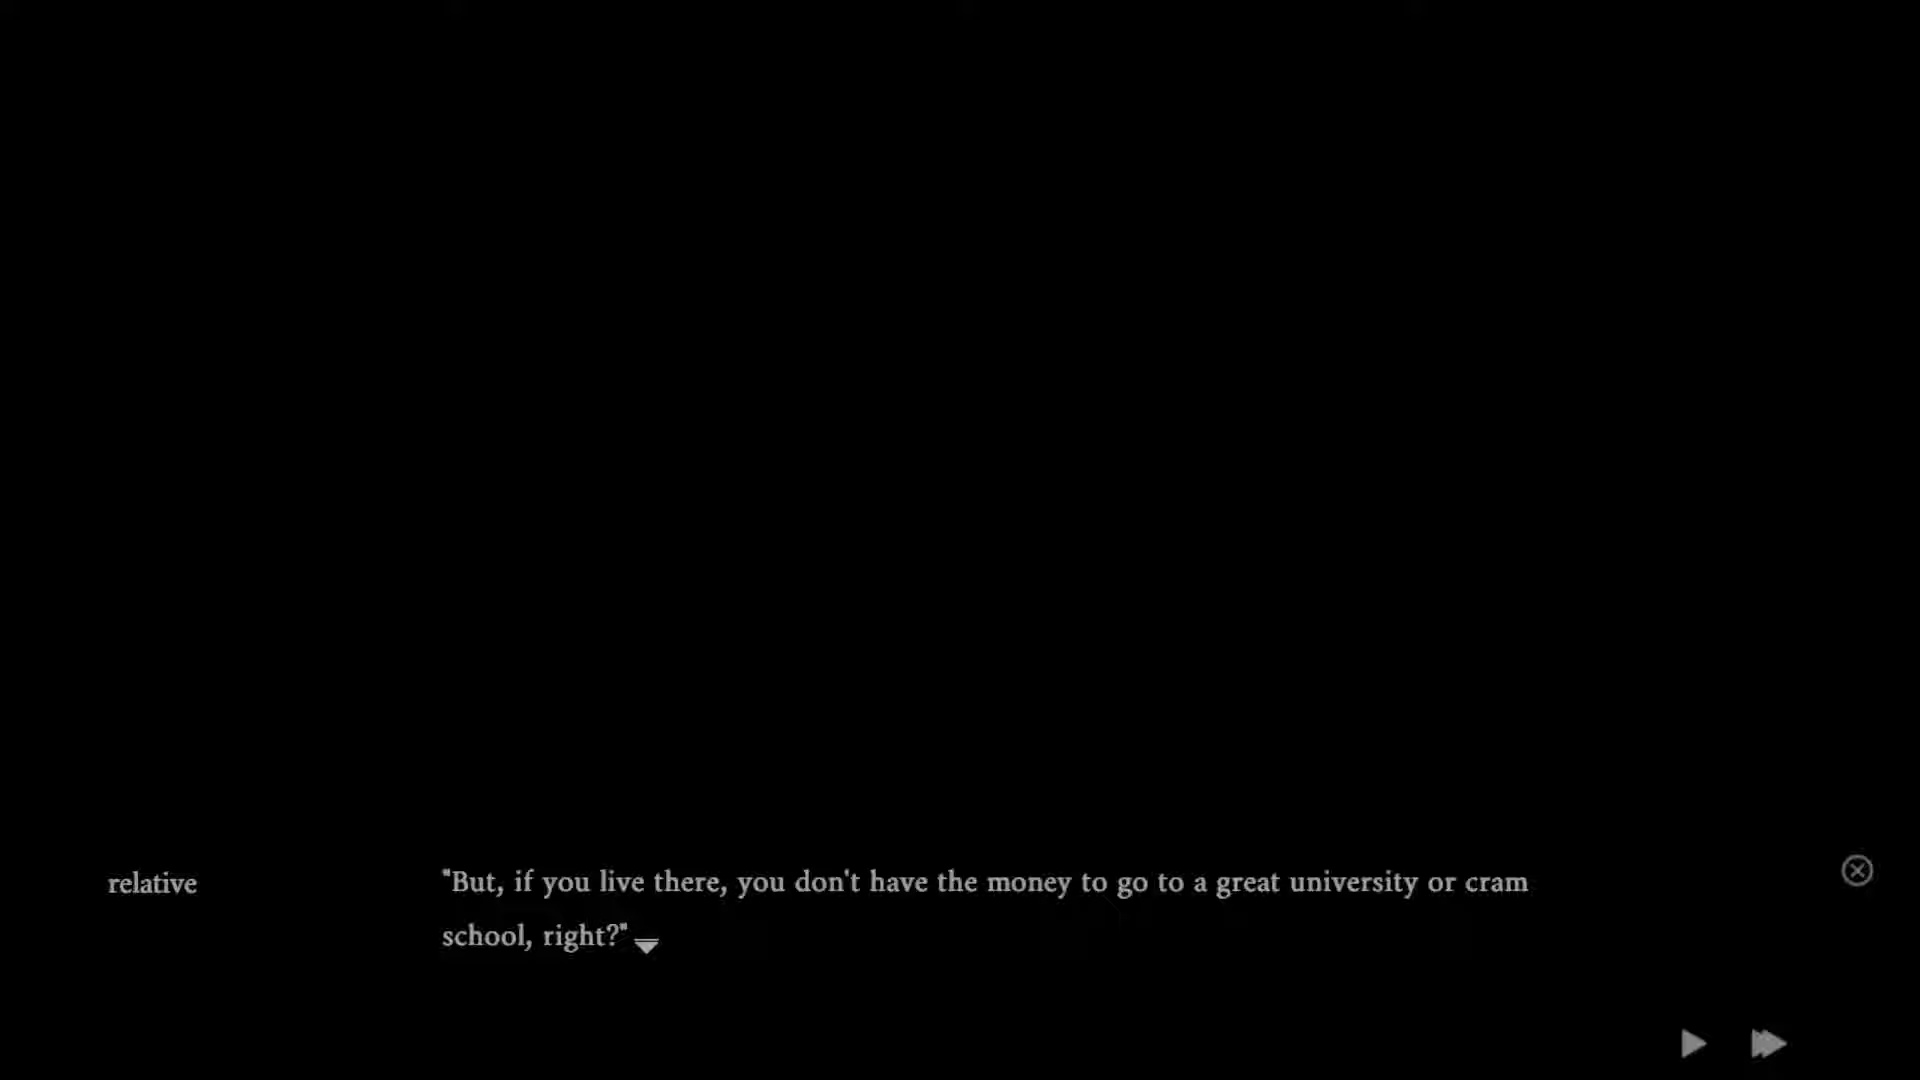 relative
"But, if you live there, you don't have the money to go to a great university or cram
school, right?"